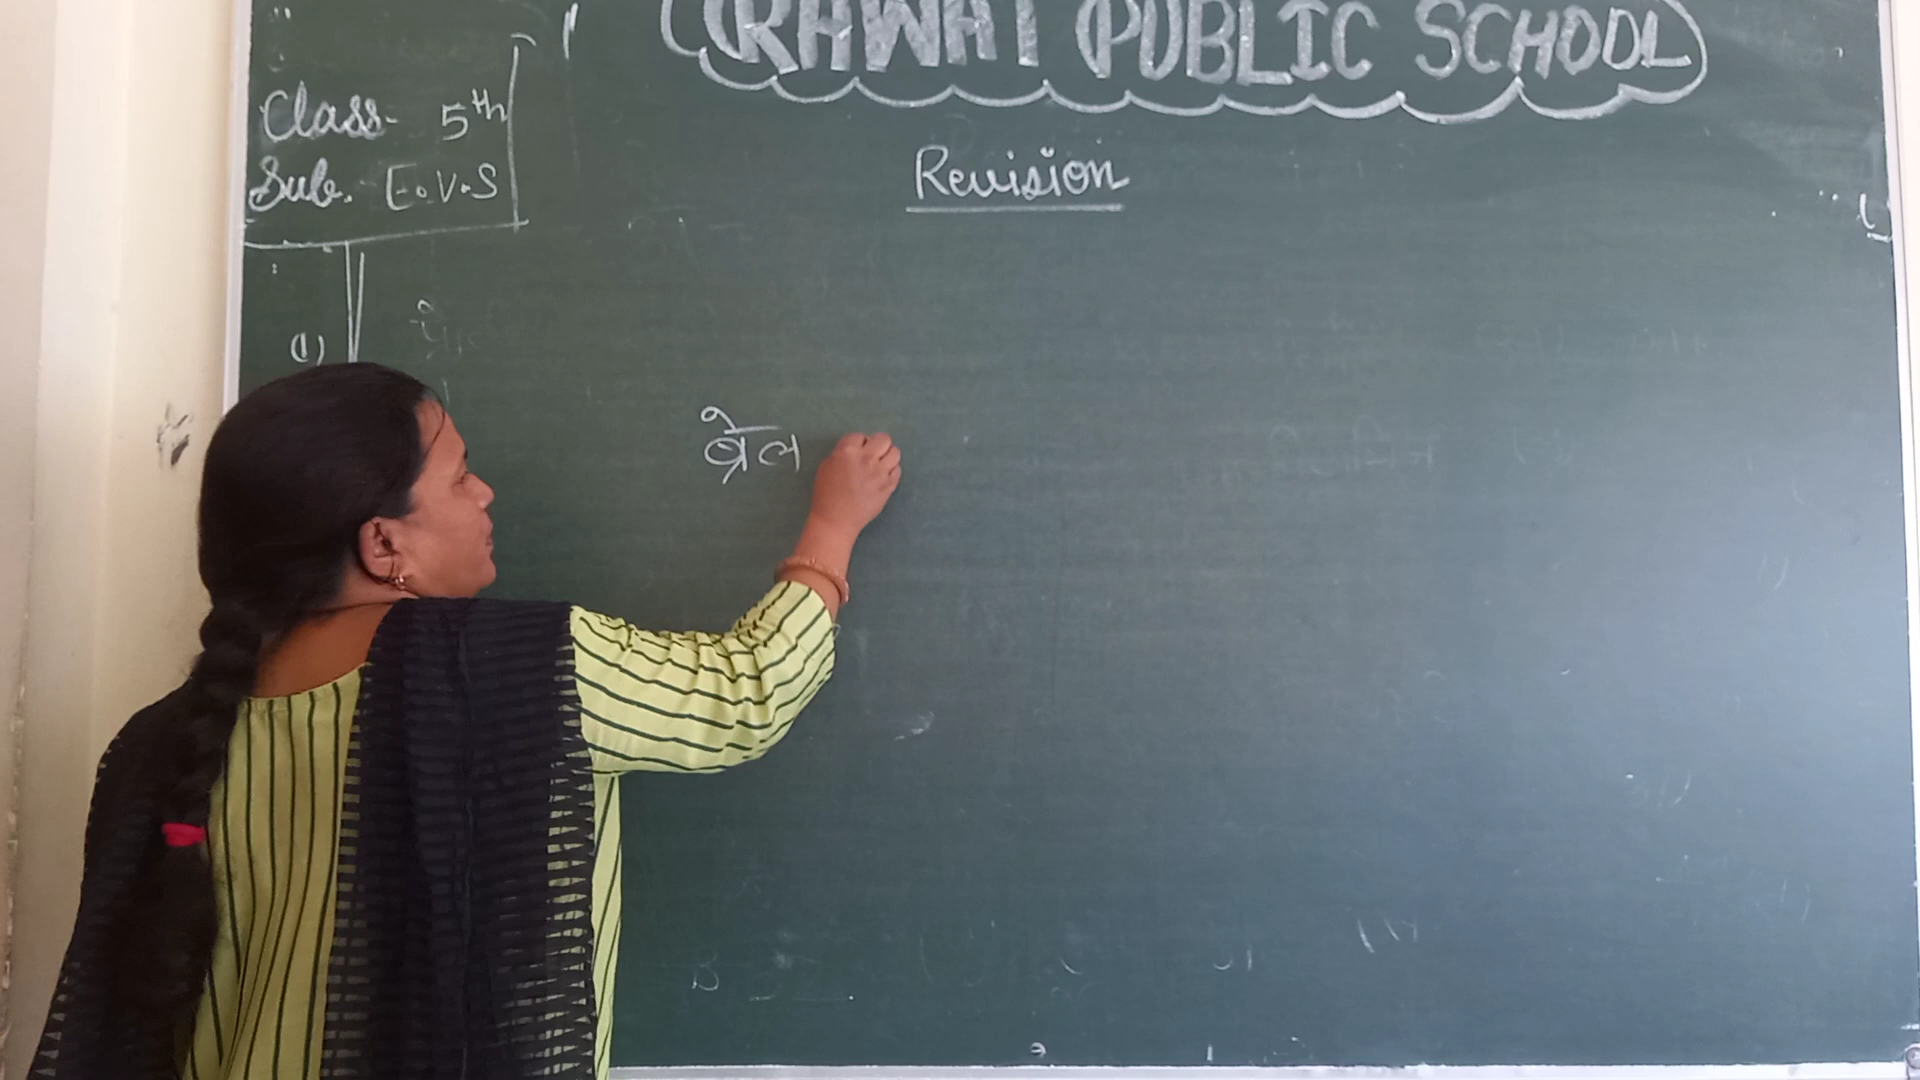 RAWAT PUBLIC SCHOOL
Class- 5th
Sub. - E.V.S
Revision
(1)
ब्रेल